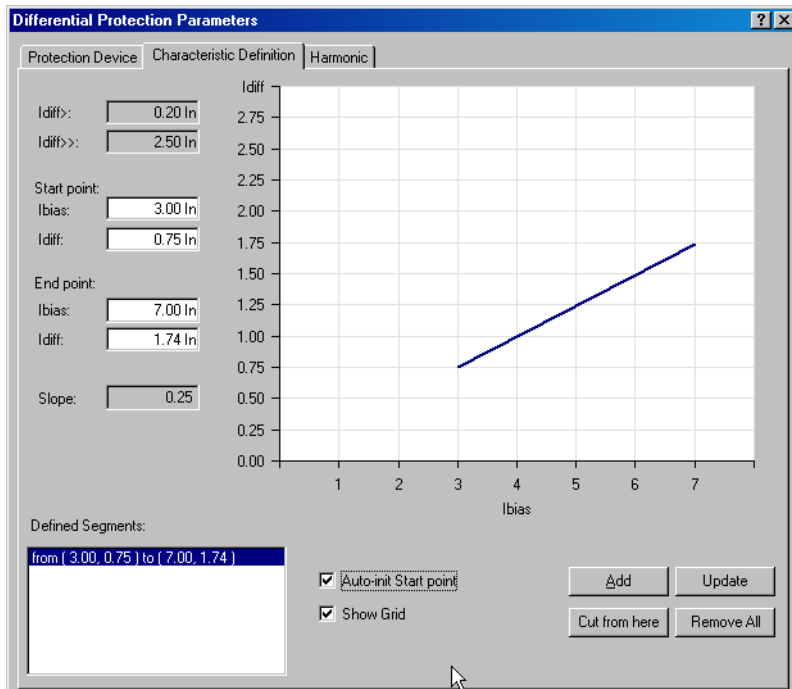 Differential Protection Parameters
Protection Device
Characteristic Definition
Harmonic
Idiff>: 0.20 In
Idiff>>: 2.50 In
Start point:
Ibias: 3.00 In
Idiff: 0.75 In
End point:
Ibias: 7.00 In
Idiff: 1.74 In
Slope: 0.25
Idiff
2.75
2.50
2.25
2.00
1.75
1.50
1.25
1.00
0.75
0.50
0.25
0.00
1 2 3 4 5 6 7
Ibias
Defined Segments:
from ( 3.00, 0.75 ) to ( 7.00, 1.74 )
Auto-init Start point
Show Grid
Add
Update
Cut from here
Remove All